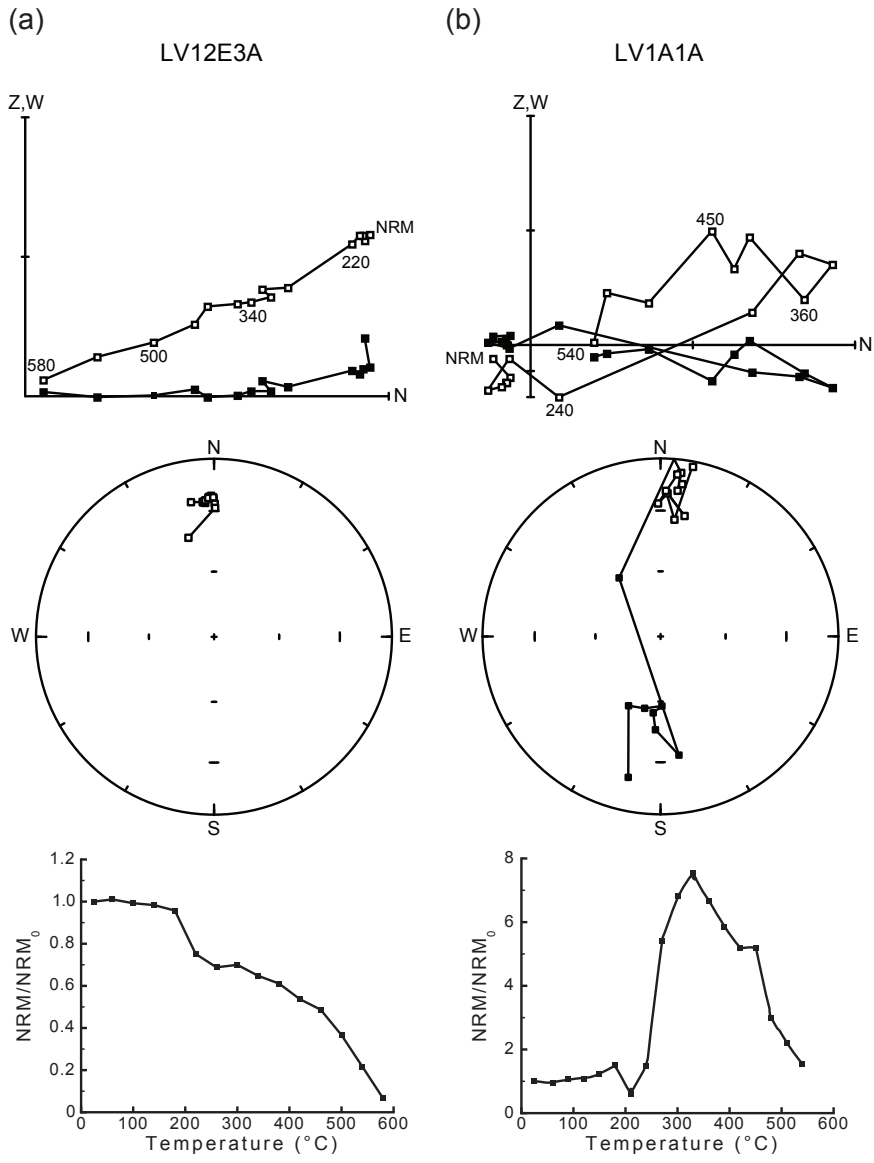 (a)
LV12E3A
Z,W
NRM
220
340
500
580
N
N
W
E
S
1.2
1.0
0.8
0.6
0.4
0.2
0
NRM/NRM0
0 100 200 300 400 500 600
Temperature (°C)
(b)
LV1A1A
Z,W
450
360
N
NRM
540
240
N
W
E
S
8
6
4
2
0
NRM/NRM0
0 100 200 300 400 500 600
Temperature (°C)